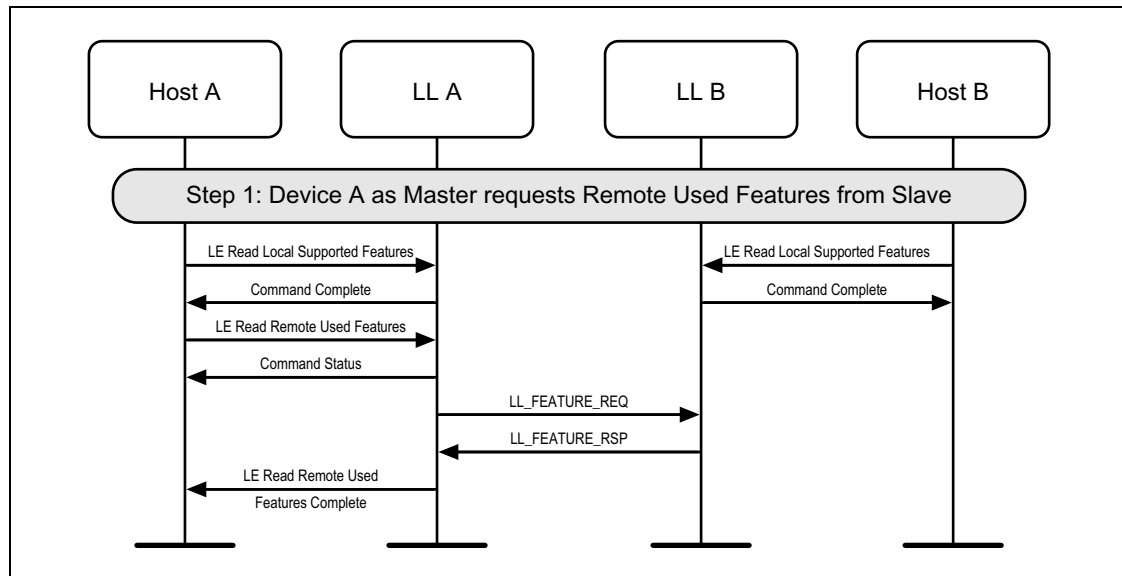 Host A
LL A
LL B
Host B
Step 1: Device A as Master requests Remote Used Features from Slave
LE Read Local Supported Features
LE Read Local Supported Features
Command Complete
Command Complete
LE Read Remote Used Features
Command Status
LL_FEATURE_REQ
LL_FEATURE_RSP
LE Read Remote Used
Features Complete